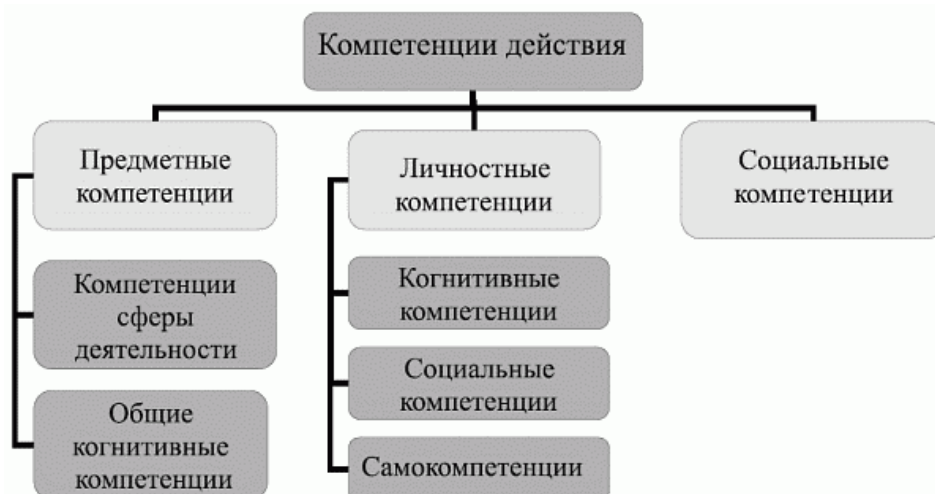 Компетенции действия
Предметные
компетенции
Личностные
компетенции
Социальные
компетенции
Компетенции
сферы
деятельности
Общие
когнитивные
компетенции
Когнитивные
компетенции
Социальные
компетенции
Самокомпетенции